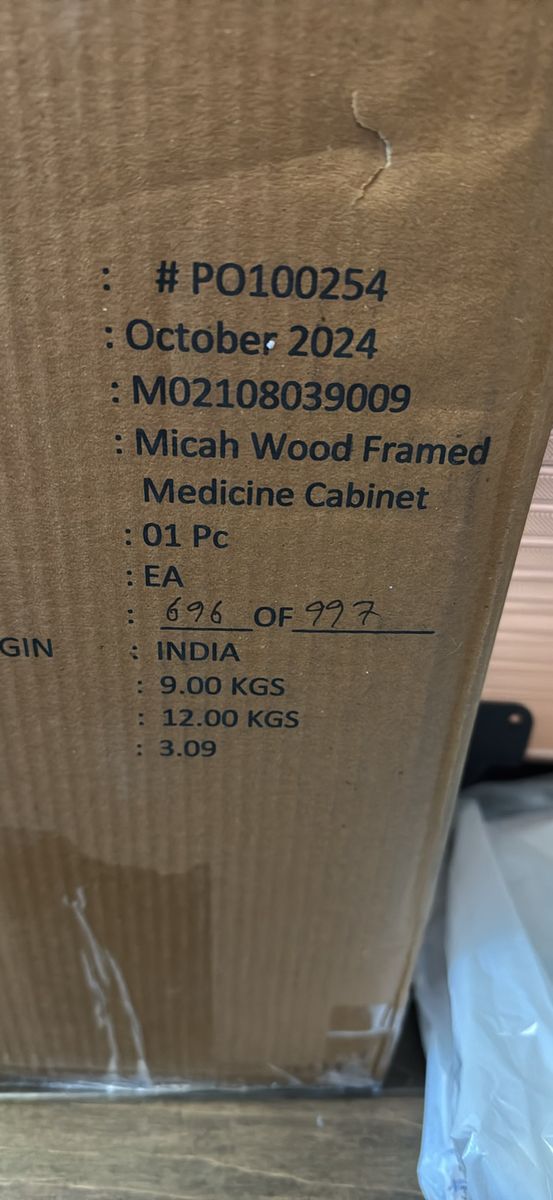 : # PO100254
: October 2024
: M02108039009
: Micah Wood Framed
Medicine Cabinet
: 01 Pc
: EA
: 696 OF 997
GIN : INDIA
: 9.00 KGS
: 12.00 KGS
: 3.09